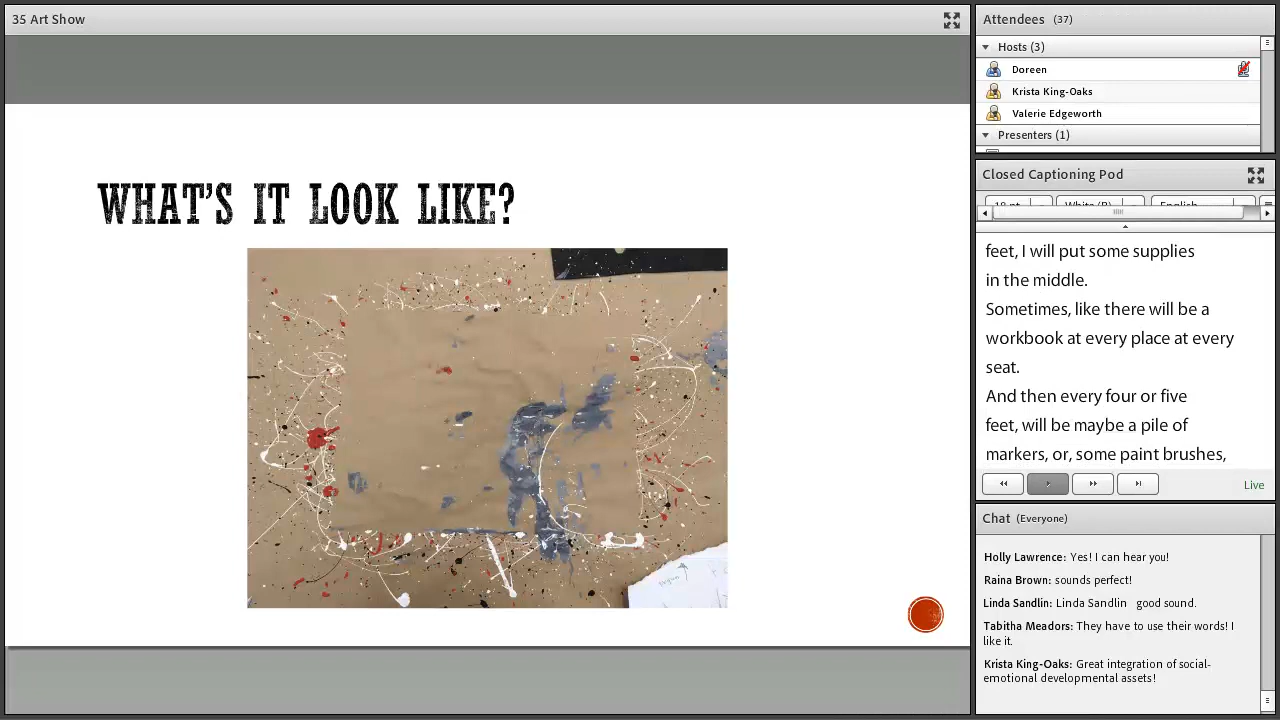 35 Art Show
WHAT'S IT LOOK LIKE?
Attendees (37)
Hosts (3)
Doreen
Krista King-Oaks
Valerie Edgeworth
Presenters (1)
Closed Captioning Pod
18 pt
White (B)
English
feet, I will put some supplies
in the middle.
Sometimes, like there will be a
workbook at every place at every
seat.
And then every four or five
feet, will be maybe a pile of
markers, or, some paint brushes,
Live
Chat (Everyone)
Holly Lawrence: Yes! I can hear you!
Raina Brown: sounds perfect!
Linda Sandlin: Linda Sandlin good sound.
Tabitha Meadors: They have to use their words! I
like it.
Krista King-Oaks: Great integration of social-
emotional developmental assets!